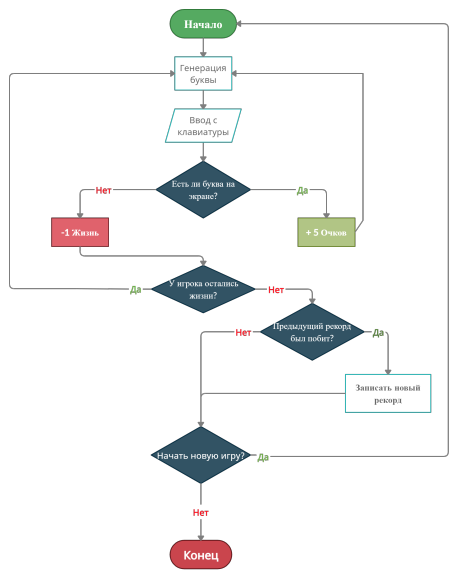 Начало
Генерация
буквы
Ввод с
клавиатуры
Есть ли буква на
экране?
Нет
Да
-1 Жизнь
+ 5 Очков
У игрока остались
жизни?
Да
Нет
Предыдущий рекорд
был побит?
Нет
Да
Записать новый
рекорд
Начать новую игру?
Да
Нет
Конец